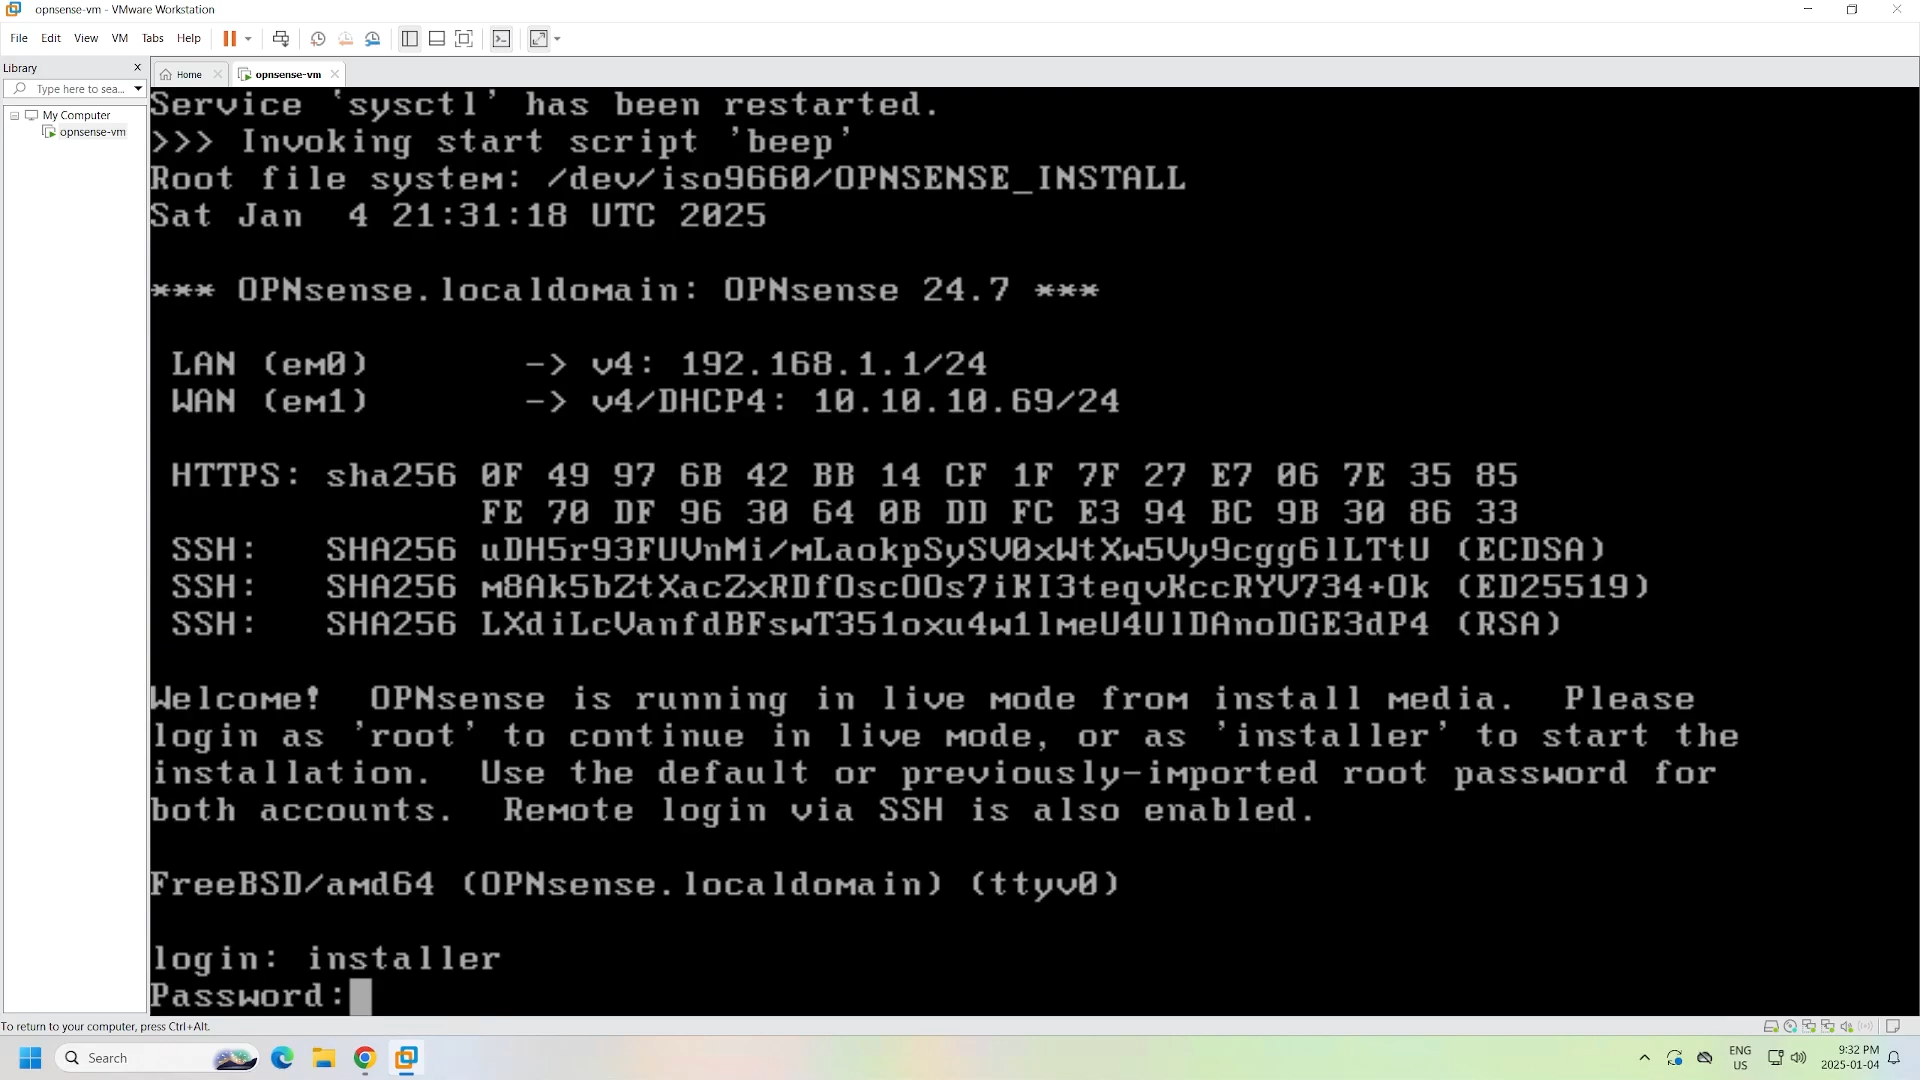 opnsense-vm - VMware Workstation
File Edit View VM Tabs Help
Library
Type here to sea...
My Computer
opnsense-vm
Home
opnsense-vm
Service 'sysctl' has been restarted.
>>> Invoking start script 'beep'
Root file system: /dev/iso9660/OPNSENSE_INSTALL
Sat Jan  4 21:31:18 UTC 2025
*** OPNsense.localdomain: OPNsense 24.7 ***
LAN (em0)       -> v4: 192.168.1.1/24
WAN (em1)       -> v4/DHCP4: 10.10.10.69/24
HTTPS: sha256 0F 49 97 6B 42 BB 14 CF 1F 7F 27 E7 06 7E 35 85
FE 70 DF 96 30 64 0B DD FC E3 94 BC 9B 30 86 33
SSH:   SHA256 uDH5r93FUVnMi/mLaokpSySV0xWtXw5Vy9cgg6lLTtU (ECDSA)
SSH:   SHA256 m8Ak5bZtXacZxRDfOscOOs7iKI3teqvKccRYV734+Ok (ED25519)
SSH:   SHA256 LXdiLcVanfdBFswT351oxu4w1lmeU4UlDAnoDGE3dP4 (RSA)
Welcome!  OPNsense is running in live mode from install media.  Please
login as 'root' to continue in live mode, or as 'installer' to start the
installation.  Use the default or previously-imported root password for
both accounts.  Remote login via SSH is also enabled.
FreeBSD/amd64 (OPNsense.localdomain) (ttyv0)
login: installer
Password:
To return to your computer, press Ctrl+Alt.
Search
ENG
US
9:32 PM
2025-01-04